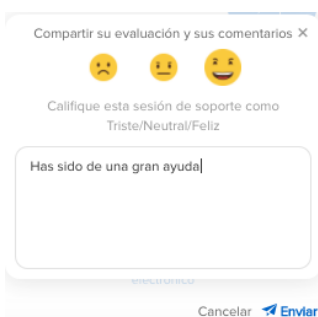 Compartir su evaluación y sus comentarios ×
Califique esta sesión de soporte como
Triste/Neutral/Feliz
Has sido de una gran ayuda
electrónico
Cancelar Enviar